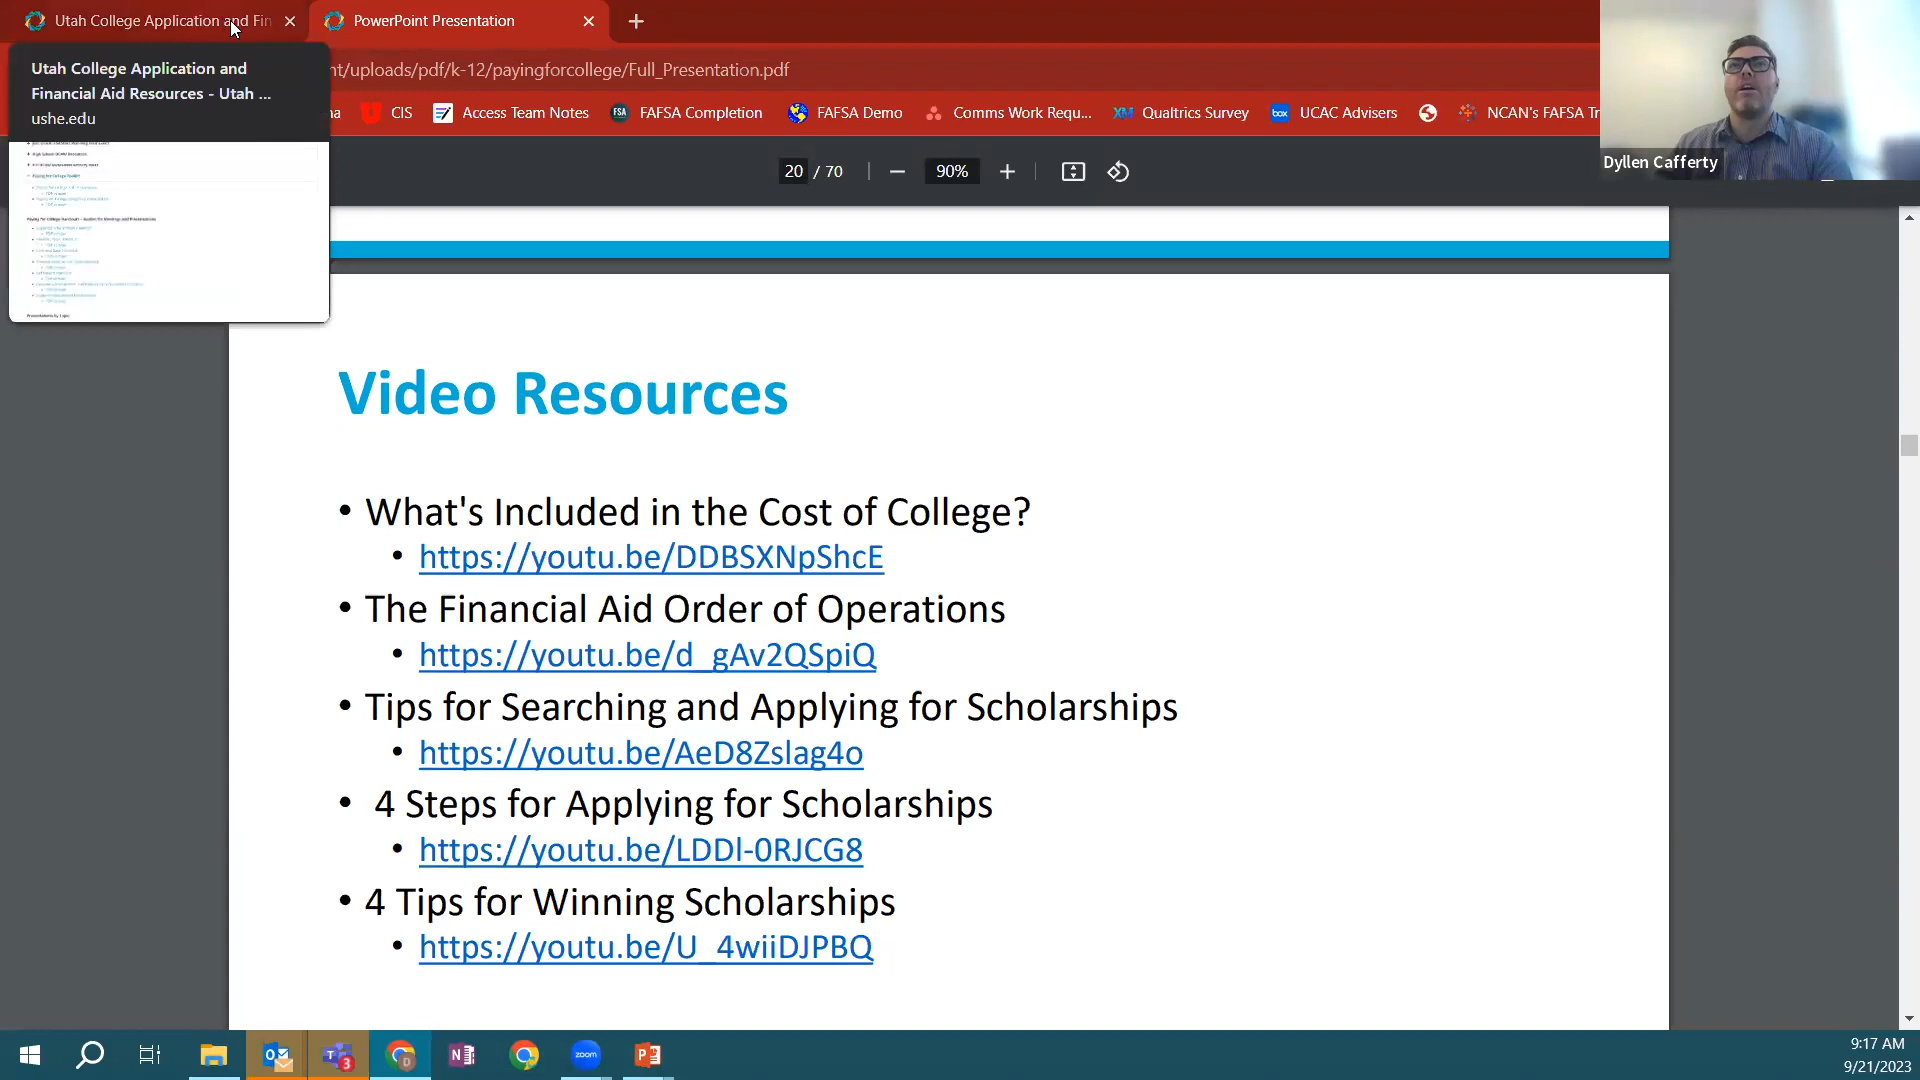 Utah College Application and Fin
PowerPoint Presentation
Utah College Application and
Financial Aid Resources - Utah ...
ushe.edu
nt/uploads/pdf/k-12/payingforcollege/Full_Presentation.pdf
CIS
Access Team Notes
FSA
FAFSA Completion
FAFSA Demo
Comms Work Requ...
XM
Qualtrics Survey
box
UCAC Advisers
NCAN's FAFSA Tr
Dyllen Cafferty
20 / 70
90%
Video Resources
• What's Included in the Cost of College?
• https://youtu.be/DDBSXNpShcE
• The Financial Aid Order of Operations
• https://youtu.be/d_gAv2QSpiQ
• Tips for Searching and Applying for Scholarships
• https://youtu.be/AeD8Zslag4o
• 4 Steps for Applying for Scholarships
• https://youtu.be/LDDl-0RJCG8
• 4 Tips for Winning Scholarships
• https://youtu.be/U_4wiiDJPBQ
3
zoom
9:17 AM
9/21/2023